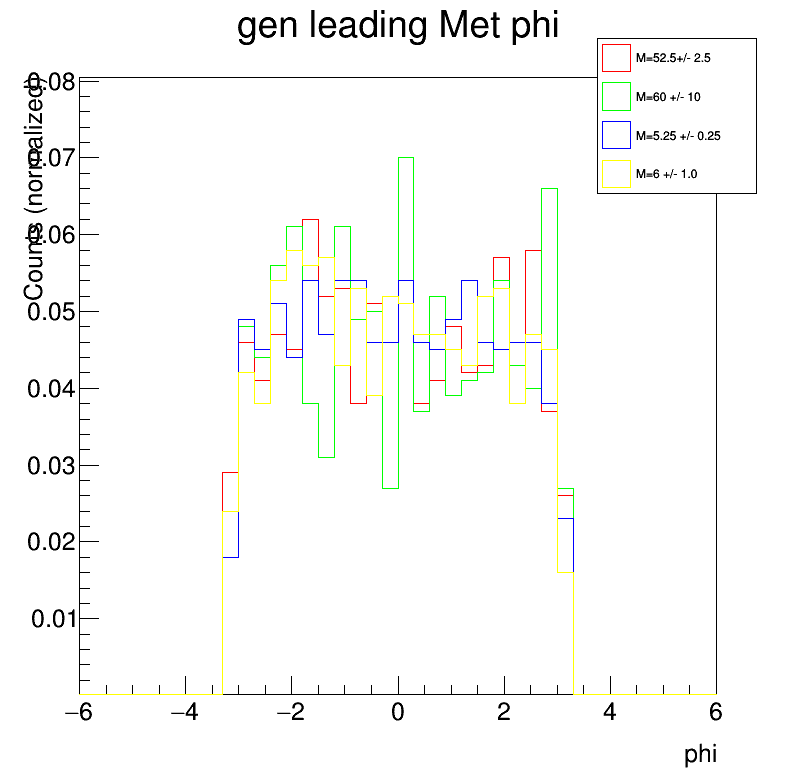 gen leading Met phi
M=52.5+/- 2.5
M=60 +/- 10
M=5.25 +/- 0.25
M=6 +/- 1.0
Counts (normalized)
0.08
0.07
0.06
0.05
0.04
0.03
0.02
0.01
−6
−4
−2
0
2
4
6
phi